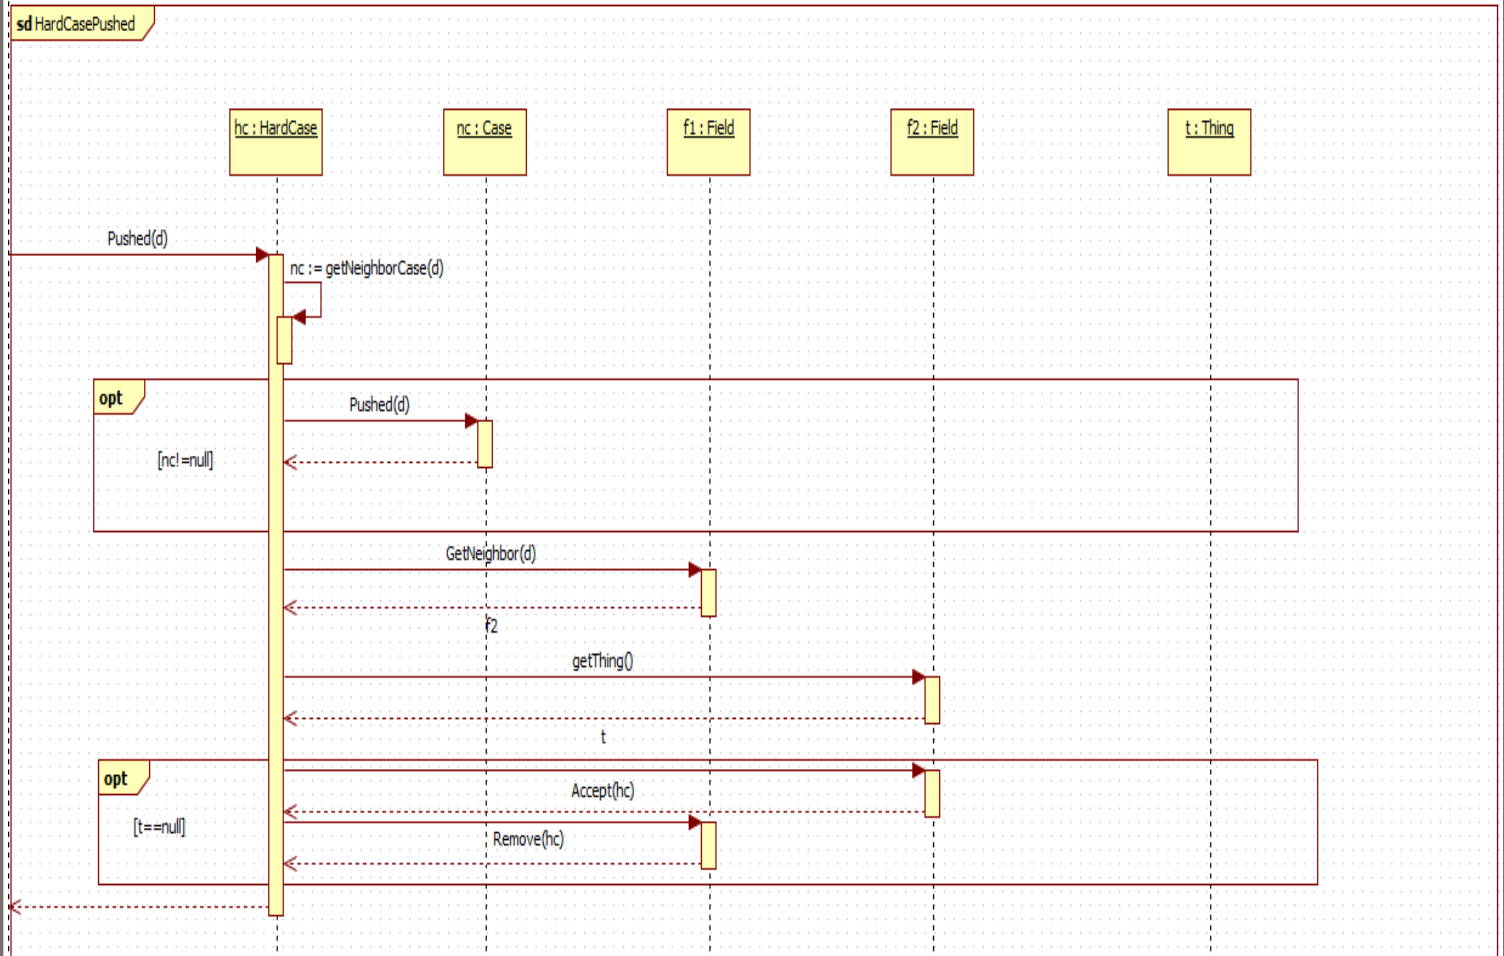 sd HardCasePushed
hc : HardCase
nc : Case
f1 : Field
f2 : Field
t : Thing
Pushed(d)
nc := getNeighborCase(d)
opt
Pushed(d)
[nc!=null]
GetNeighbor(d)
f2
getThing()
t
opt
Accept(hc)
[t==null]
Remove(hc)